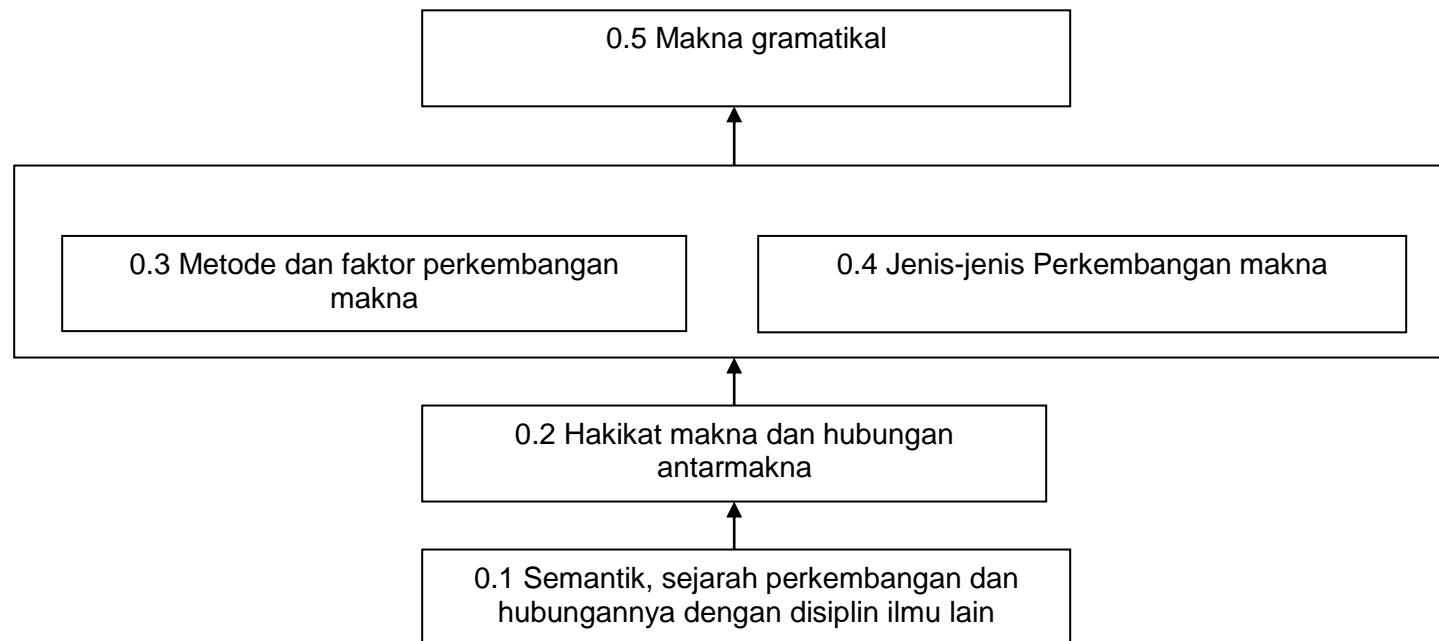 0.5 Makna gramatikal
0.3 Metode dan faktor perkembangan
makna
0.4 Jenis-jenis Perkembangan makna
0.2 Hakikat makna dan hubungan
antarmakna
0.1 Semantik, sejarah perkembangan dan
hubungannya dengan disiplin ilmu lain